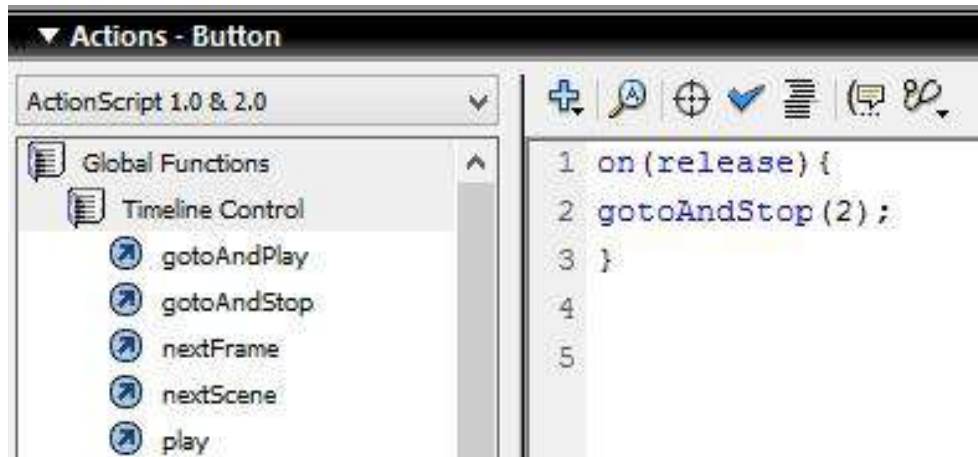 ▼ Actions - Button
ActionScript 1.0 & 2.0
Global Functions
Timeline Control
gotoAndPlay
gotoAndStop
nextFrame
nextScene
play
1 on(release){
2 gotoAndStop(2);
3 }
4
5